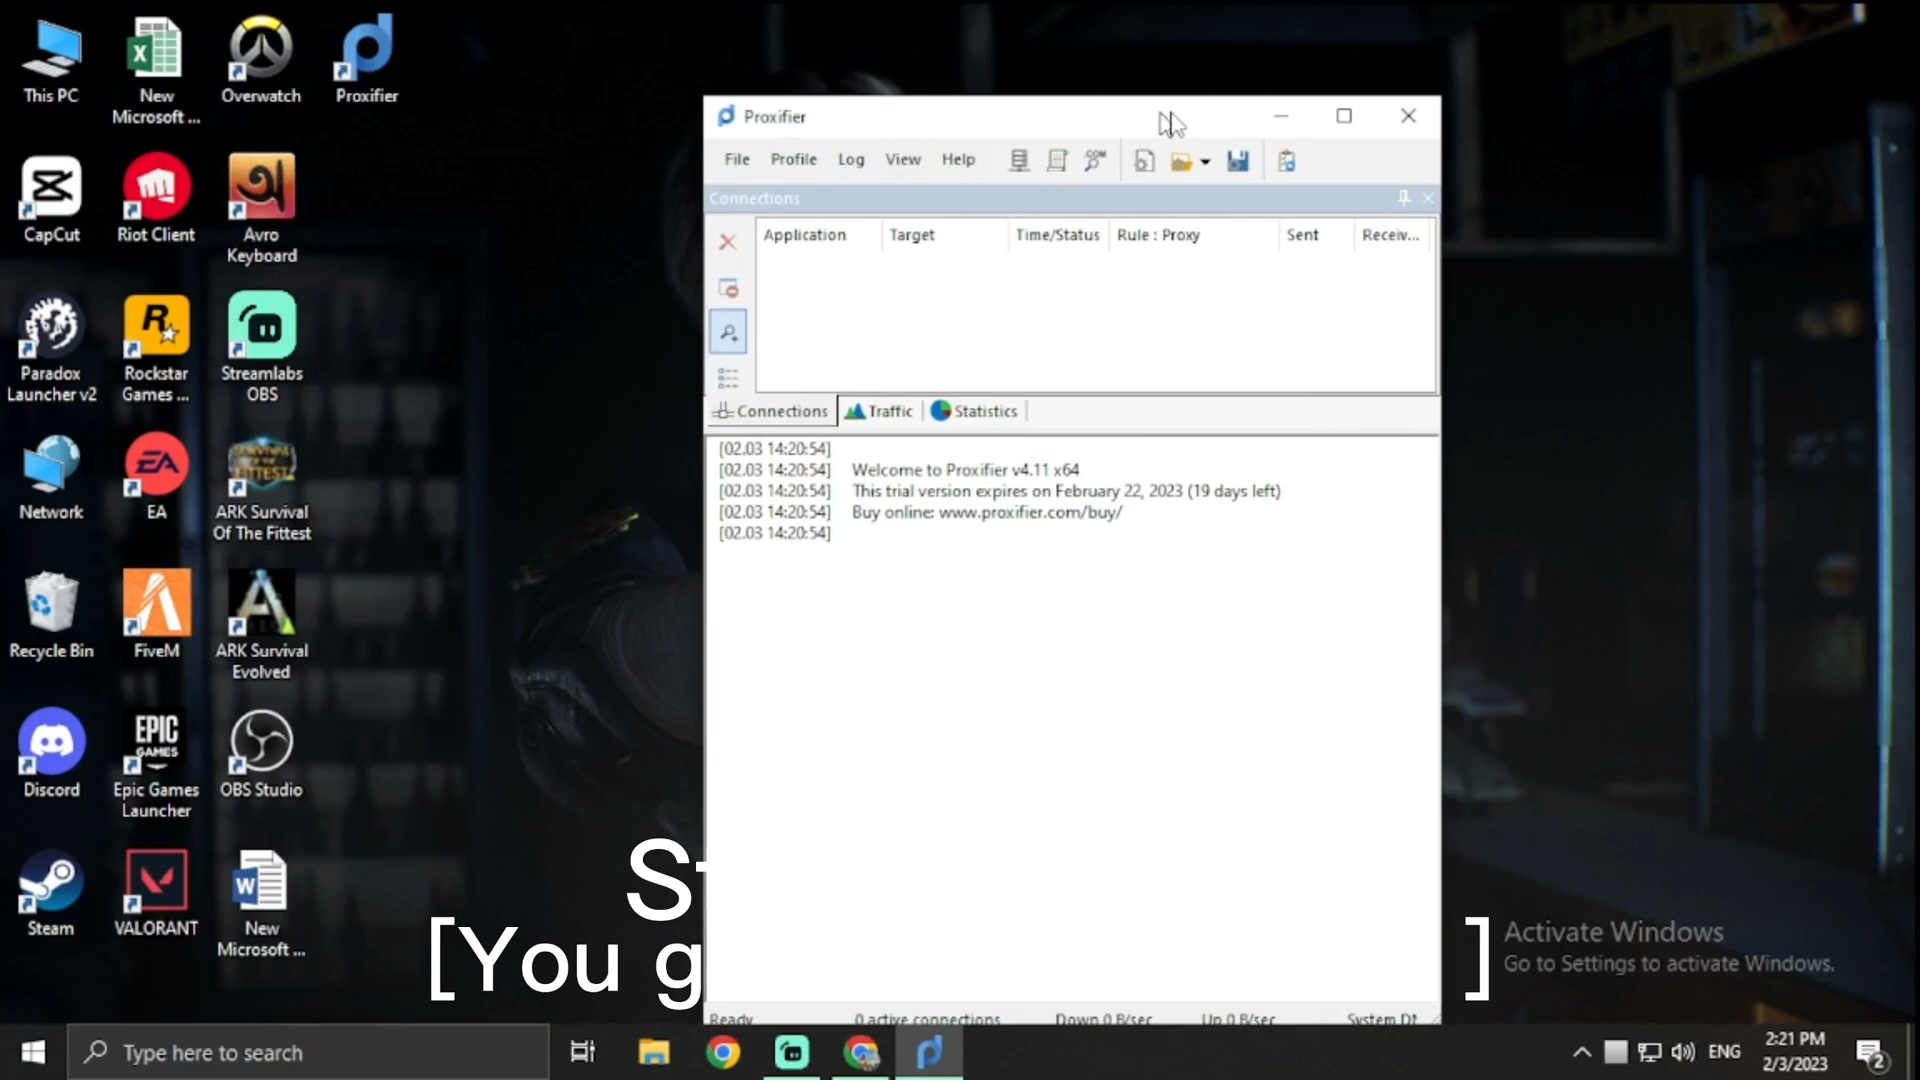 This PC
New
Microsoft ...
Overwatch
Proxifier
CapCut
Riot Client
Avro
Keyboard
Paradox
Launcher v2
Rockstar
Games ...
Streamlabs
OBS
Network
EA
ARK Survival
Of The Fittest
Recycle Bin
FiveM
ARK Survival
Evolved
Discord
EPIC
GAMES
Epic Games
Launcher
OBS Studio
Steam
VALORANT
New
Microsoft ...
Proxifier
File Profile Log View Help
Connections
Application Target Time/Status Rule : Proxy Sent Receiv...
Connections Traffic Statistics
[02.03 14:20:54]
[02.03 14:20:54] Welcome to Proxifier v4.11 x64
[02.03 14:20:54] This trial version expires on February 22, 2023 (19 days left)
[02.03 14:20:54] Buy online: www.proxifier.com/buy/
[02.03 14:20:54]
Ready 0 active connections Down 0 B/sec Up 0 B/sec
[You g ]
Activate Windows
Go to Settings to activate Windows.
Type here to search
ENG
2:21 PM
2/3/2023
2